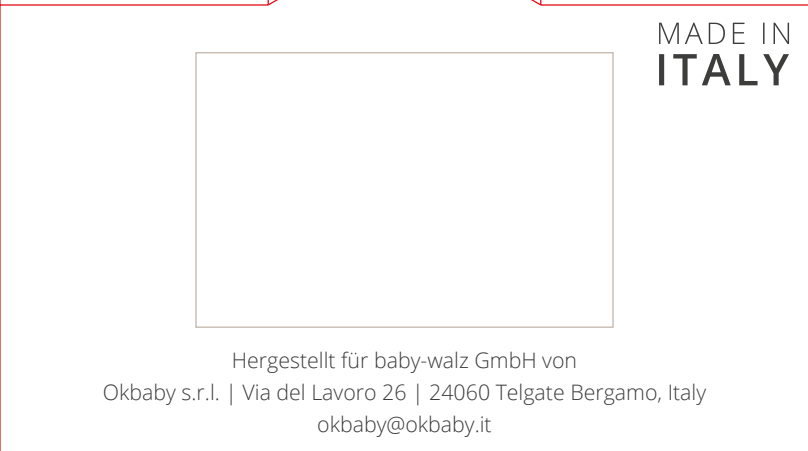 MADE IN
ITALY
Hergestellt für baby-walz GmbH von
Okbaby s.r.l. | Via del Lavoro 26 | 24060 Telgate Bergamo, Italy
okbaby@okbaby.it